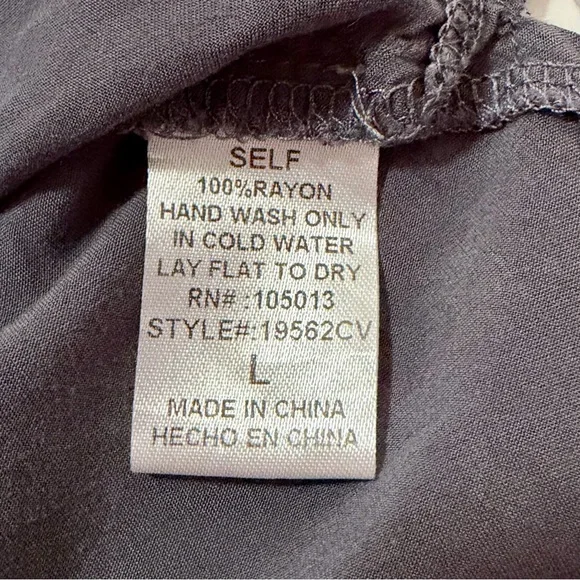 SELF
100%RAYON
HAND WASH ONLY
IN COLD WATER
LAY FLAT TO DRY
RN# :105013
STYLE#:19562CV
L
MADE IN CHINA
HECHO EN CHINA